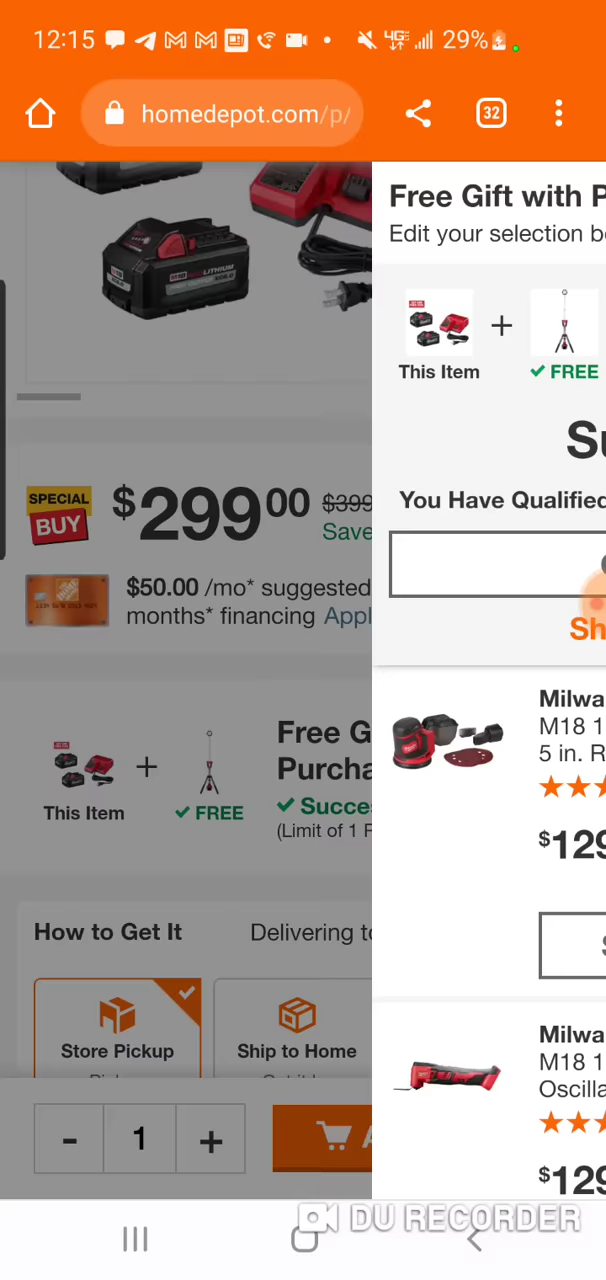 12:15
4G
29%
homedepot.com/p/
32
Free Gift with P
Edit your selection be
This Item
+
FREE
Su
You Have Qualified
Sh
SPECIAL
BUY
$299 00
$399
Save
$50.00 /mo* suggested
months* financing Appl
This Item
+
FREE
Free G
Purcha
Succe
(Limit of 1 F
Milwa
M18 1
5 in. R
$129
S
How to Get It
Delivering to
Store Pickup
Ship to Home
Milwa
M18 1
Oscilla
$129
-
1
+
A
DU RECORDER